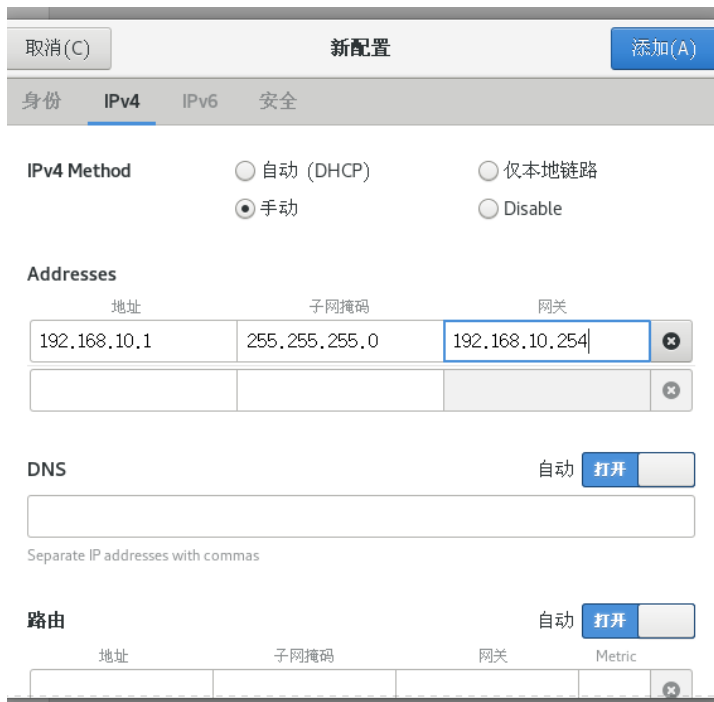 取消(C) 新配置 添加(A)
身份 IPv4 IPv6 安全
IPv4 Method 自动 (DHCP) 仅本地链路
手动 Disable
Addresses
地址 子网掩码 网关
192.168.10.1 255.255.255.0 192.168.10.254
DNS 自动 打开
Separate IP addresses with commas
路由 自动 打开
地址 子网掩码 网关 Metric